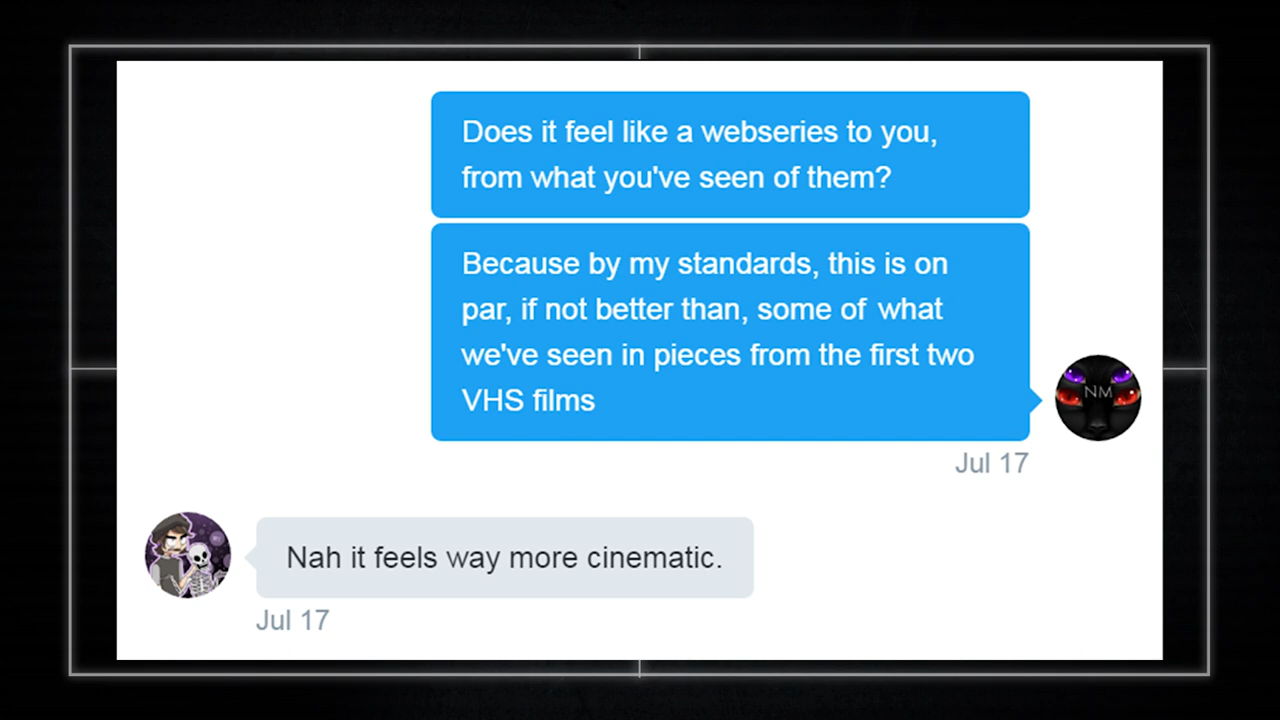 Does it feel like a webseries to you,
from what you've seen of them?
Because by my standards, this is on
par, if not better than, some of what
we've seen in pieces from the first two
VHS films
NM
Jul 17
Nah it feels way more cinematic.
Jul 17